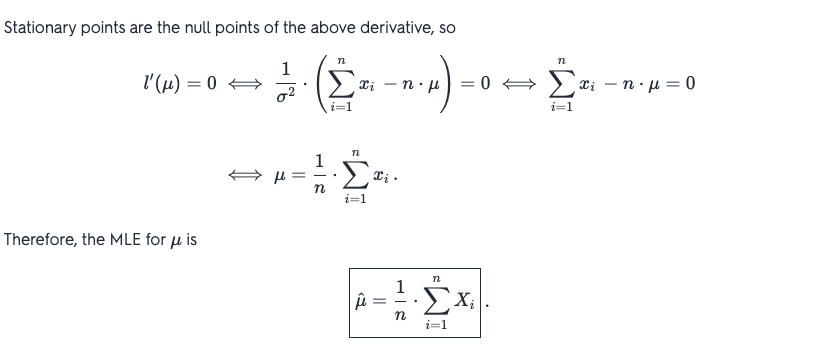 Stationary points are the null points of the above derivative, so
l′(μ) = 0 ⟺ 1/σ² · (∑_{i=1}^{n} x_i − n · μ) = 0 ⟺ ∑_{i=1}^{n} x_i − n · μ = 0
⟺ μ = 1/n · ∑_{i=1}^{n} x_i .
Therefore, the MLE for μ is
μ̂ = 1/n · ∑_{i=1}^{n} X_i .